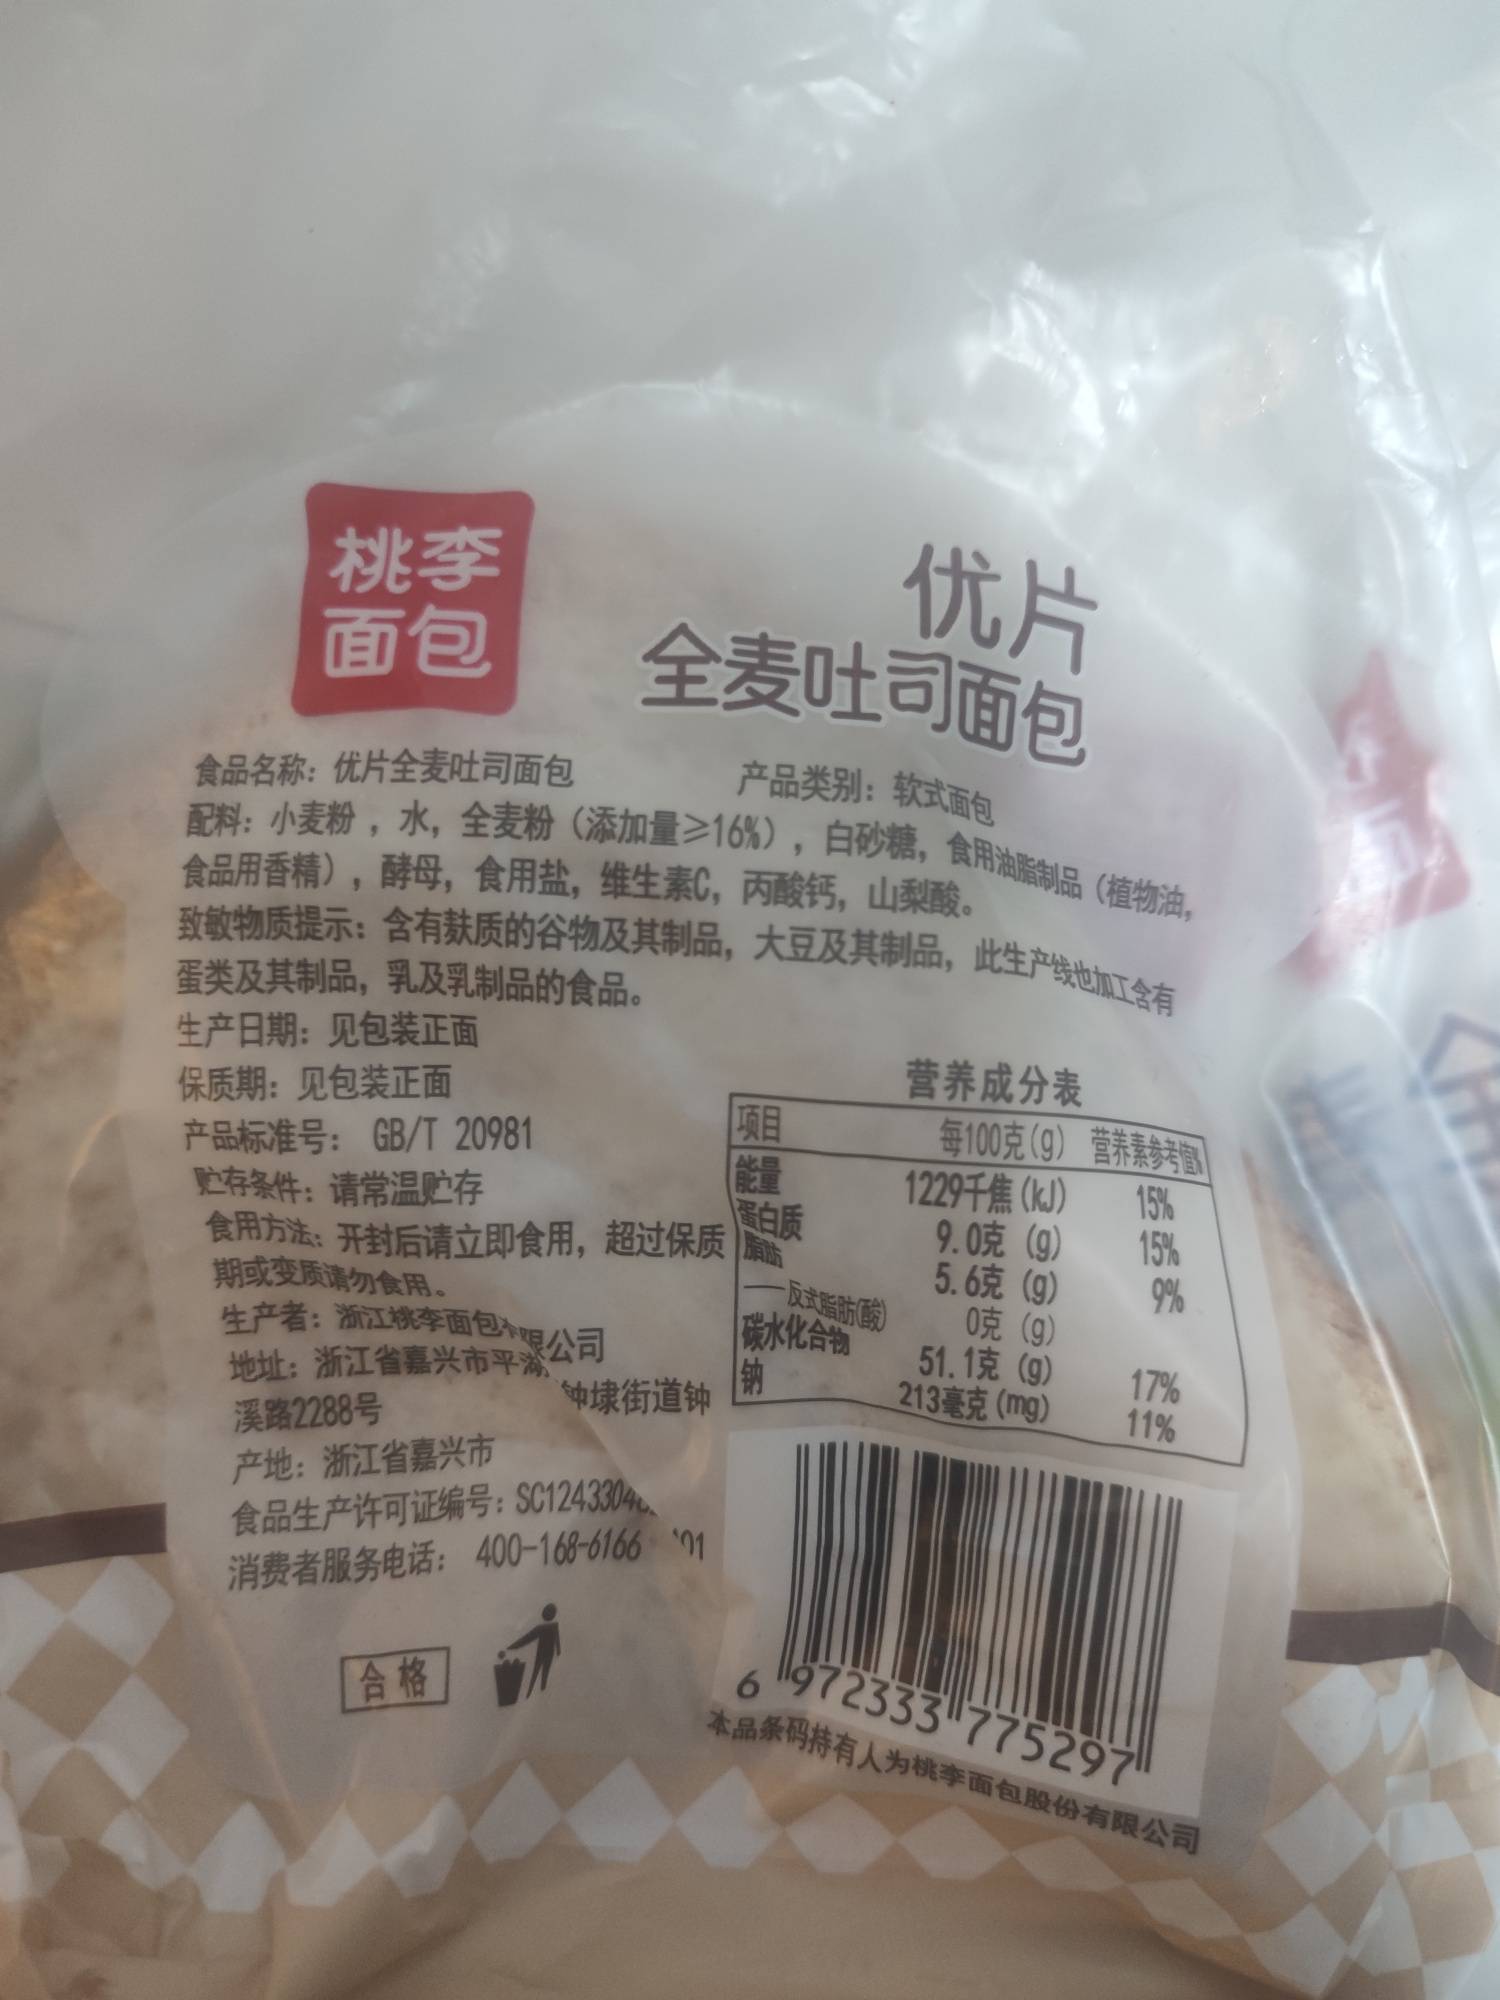 桃李
面包
优片
全麦吐司面包
食品名称：优片全麦吐司面包
产品类别：软式面包
配料：小麦粉，水，全麦粉（添加量≥16%），白砂糖，食用油脂制品（植物油，
食品用香精），酵母，食用盐，维生素C，丙酸钙，山梨酸。
致敏物质提示：含有麸质的谷物及其制品，大豆及其制品，此生产线也加工含有
蛋类及其制品，乳及乳制品的食品。
生产日期：见包装正面
保质期：见包装正面
产品标准号： GB/T 20981
贮存条件：请常温贮存
食用方法：开封后请立即食用，超过保质
期或变质请勿食用。
生产者：浙江桃李面包有限公司
地址：浙江省嘉兴市平湖 钟埭街道钟
溪路2288号
产地：浙江省嘉兴市
食品生产许可证编号：SC1243304 01
消费者服务电话： 400-168-6166
合格
营养成分表
项目 每100克(g) 营养素参考值%
能量 1229千焦(kJ) 15%
蛋白质 9.0克 (g) 15%
脂肪 5.6克 (g) 9%
——反式脂肪(酸) 0克 (g)
碳水化合物 51.1克 (g) 17%
钠 213毫克(mg) 11%
6 972333 775297
本品条码持有人为桃李面包股份有限公司